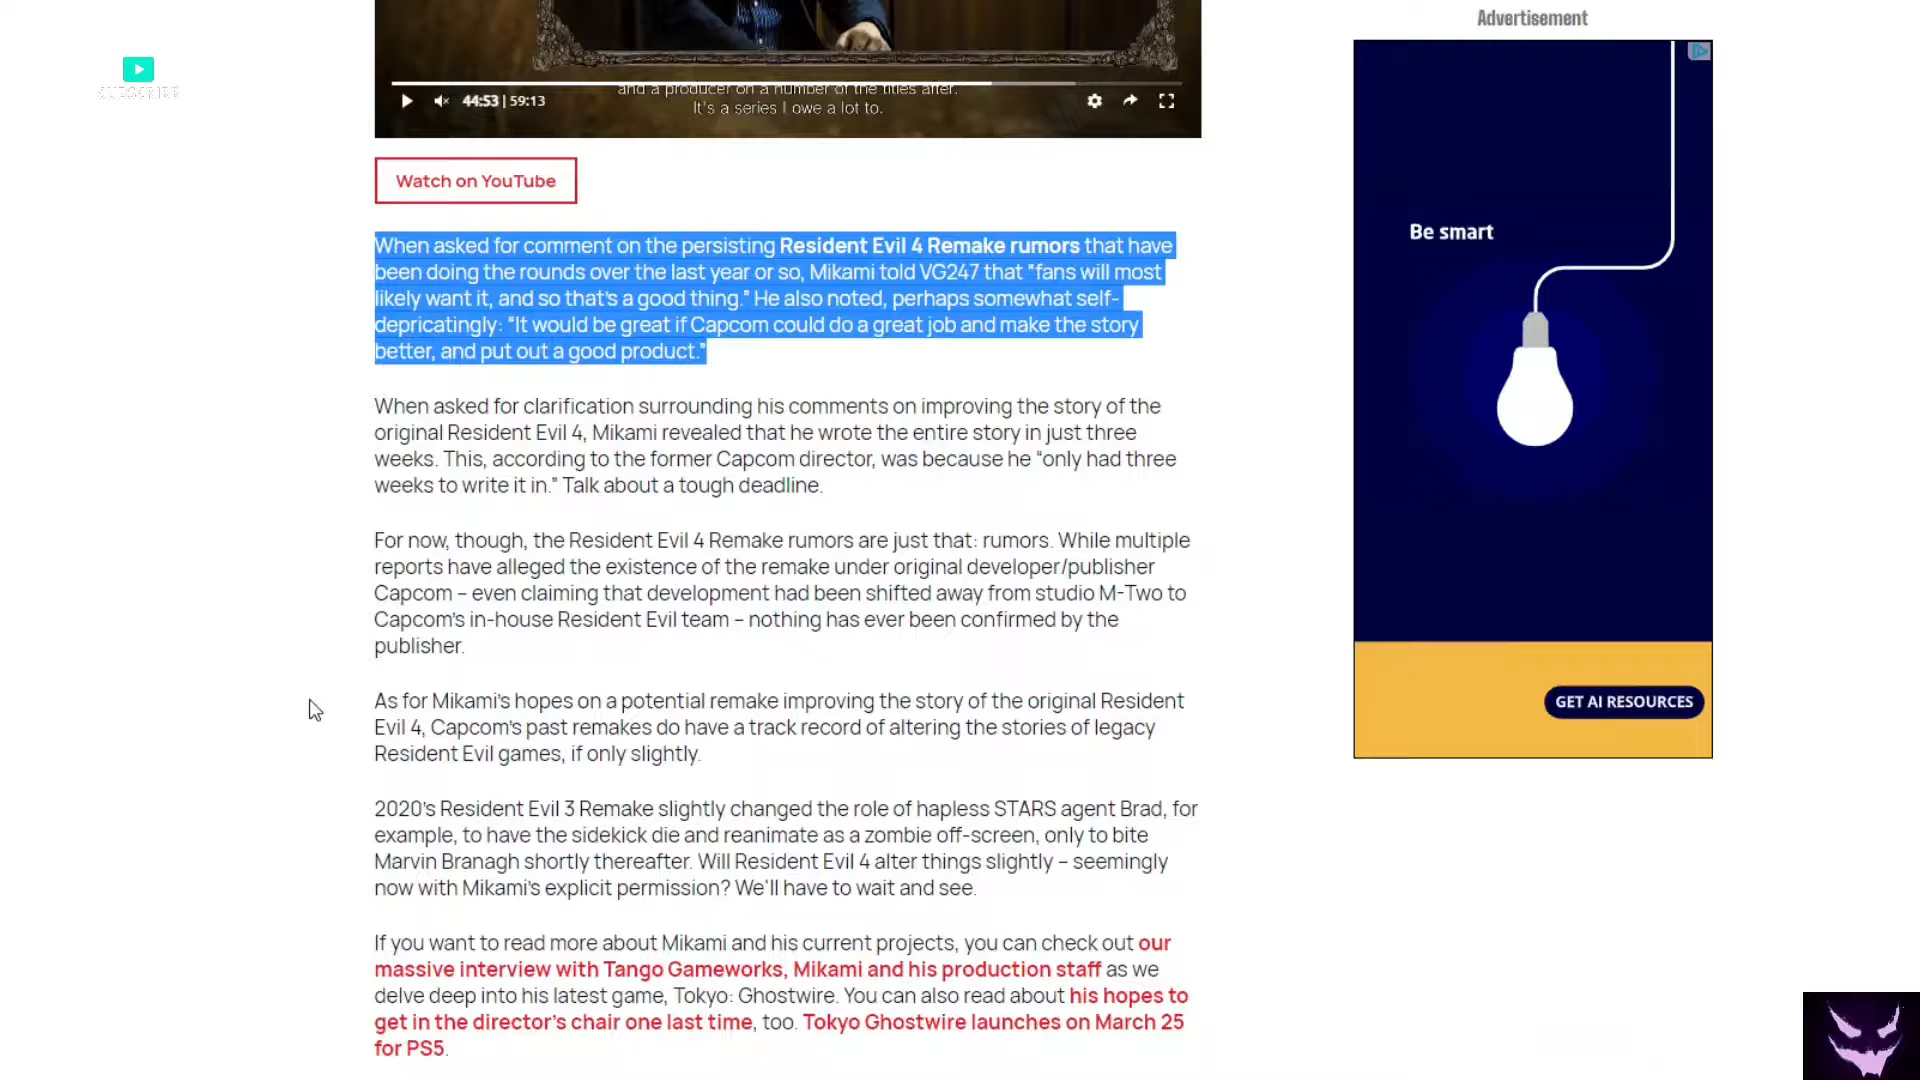 Advertisement
SUBSCRIBE
and a producer on a number of the titles after.
44:53 | 59:13
It's a series I owe a lot to.
Watch on YouTube
When asked for comment on the persisting Resident Evil 4 Remake rumors that have
been doing the rounds over the last year or so, Mikami told VG247 that “fans will most
likely want it, and so that’s a good thing.” He also noted, perhaps somewhat self-
depricatingly: “It would be great if Capcom could do a great job and make the story
better, and put out a good product.”
When asked for clarification surrounding his comments on improving the story of the
original Resident Evil 4, Mikami revealed that he wrote the entire story in just three
weeks. This, according to the former Capcom director, was because he “only had three
weeks to write it in.” Talk about a tough deadline.
For now, though, the Resident Evil 4 Remake rumors are just that: rumors. While multiple
reports have alleged the existence of the remake under original developer/publisher
Capcom – even claiming that development had been shifted away from studio M-Two to
Capcom’s in-house Resident Evil team – nothing has ever been confirmed by the
publisher.
As for Mikami’s hopes on a potential remake improving the story of the original Resident
Evil 4, Capcom’s past remakes do have a track record of altering the stories of legacy
Resident Evil games, if only slightly.
2020’s Resident Evil 3 Remake slightly changed the role of hapless STARS agent Brad, for
example, to have the sidekick die and reanimate as a zombie off-screen, only to bite
Marvin Branagh shortly thereafter. Will Resident Evil 4 alter things slightly – seemingly
now with Mikami’s explicit permission? We’ll have to wait and see.
If you want to read more about Mikami and his current projects, you can check out our
massive interview with Tango Gameworks, Mikami and his production staff as we
delve deep into his latest game, Tokyo: Ghostwire. You can also read about his hopes to
get in the director’s chair one last time, too. Tokyo Ghostwire launches on March 25
for PS5.
Be smart
GET AI RESOURCES